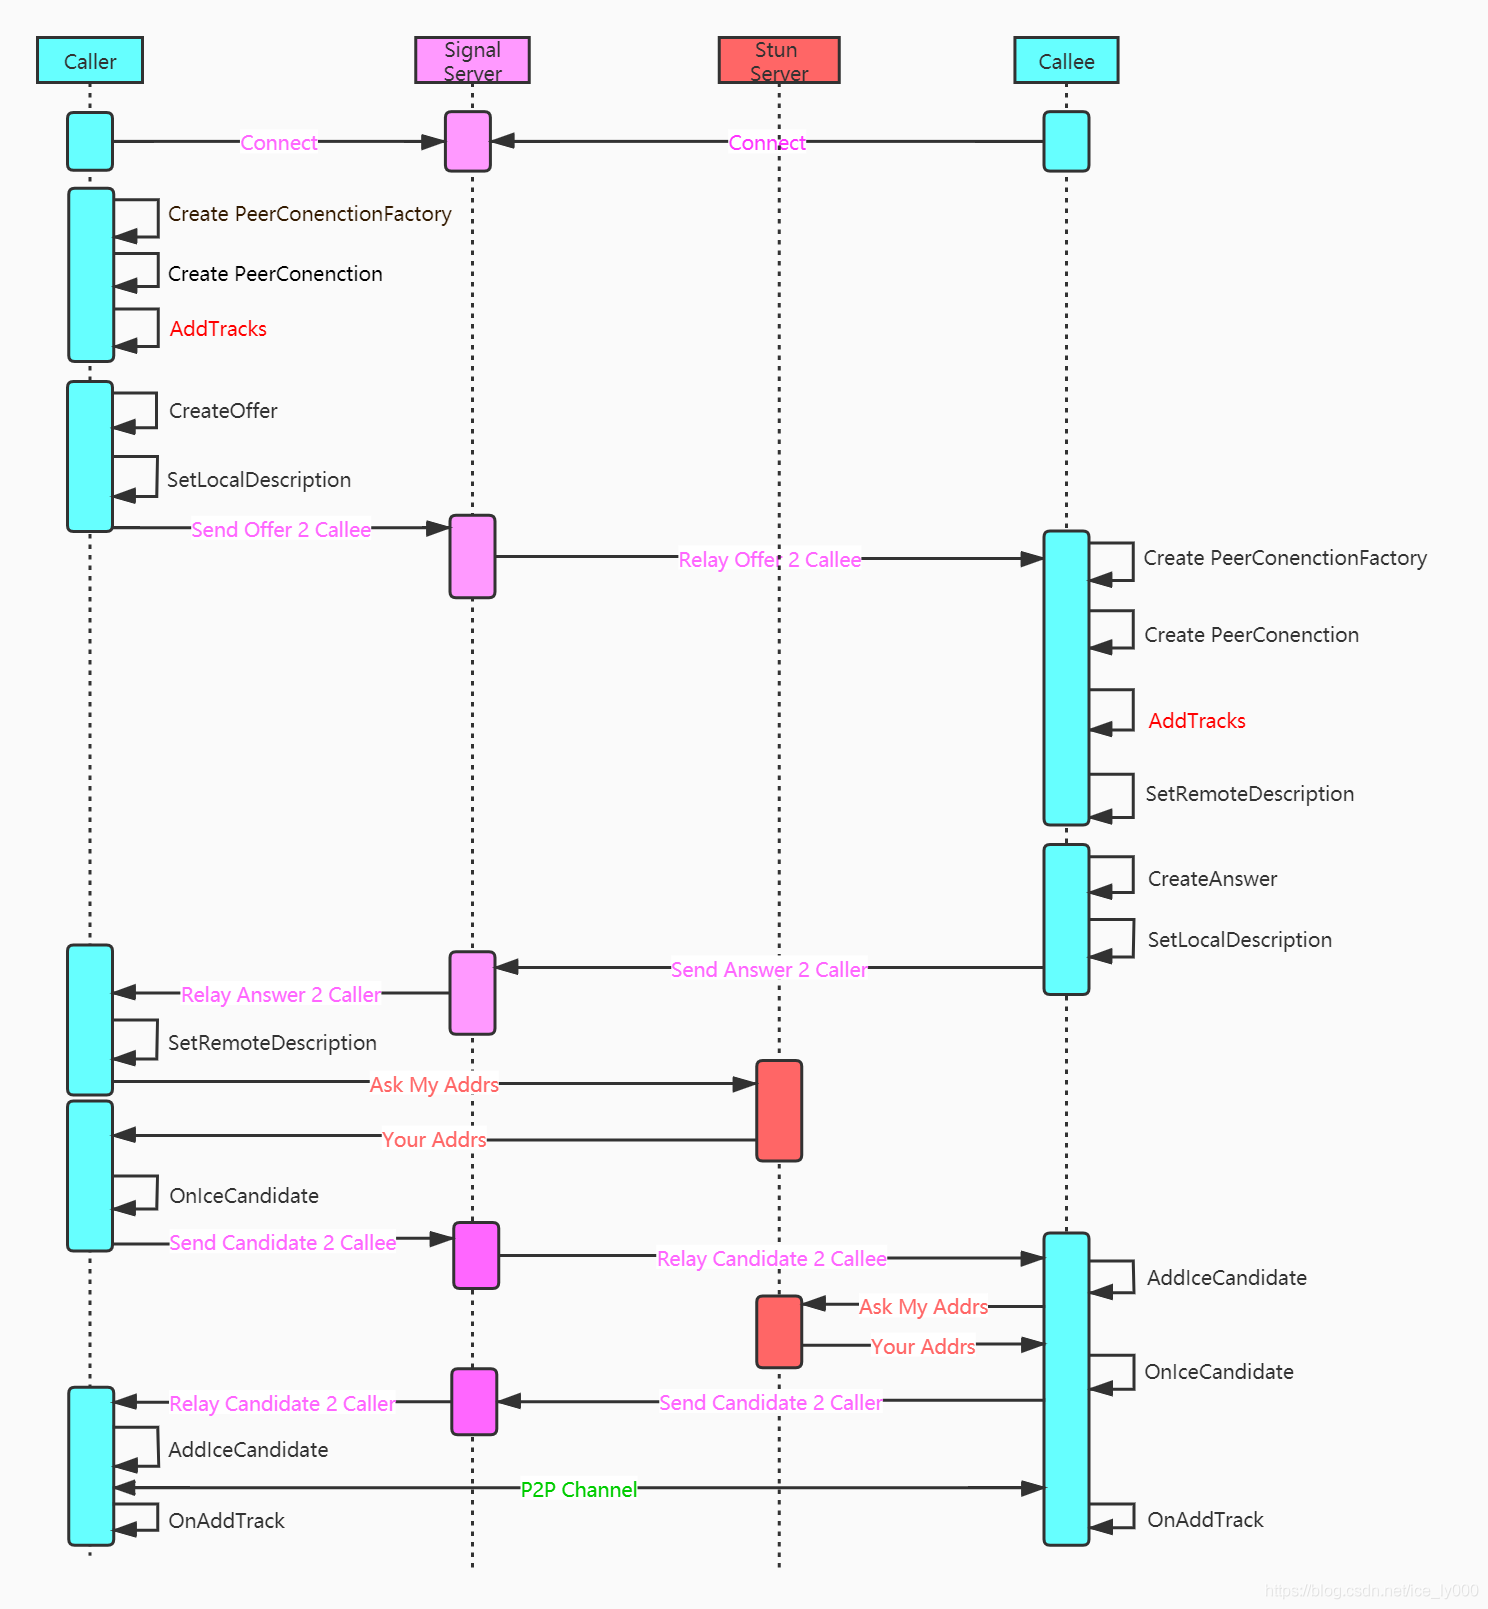 Caller
Signal
Server
Stun
Server
Callee
Connect
Connect
Create PeerConenctionFactory
Create PeerConenction
AddTracks
CreateOffer
SetLocalDescription
Send Offer 2 Callee
Relay Offer 2 Callee
Create PeerConenctionFactory
Create PeerConenction
AddTracks
SetRemoteDescription
CreateAnswer
SetLocalDescription
Send Answer 2 Caller
Relay Answer 2 Caller
SetRemoteDescription
Ask My Addrs
Your Addrs
OnIceCandidate
Send Candidate 2 Callee
Relay Candidate 2 Callee
AddIceCandidate
Ask My Addrs
Your Addrs
OnIceCandidate
Send Candidate 2 Caller
Relay Candidate 2 Caller
AddIceCandidate
P2P Channel
OnAddTrack
OnAddTrack
https://blog.csdn.net/ice_ly000